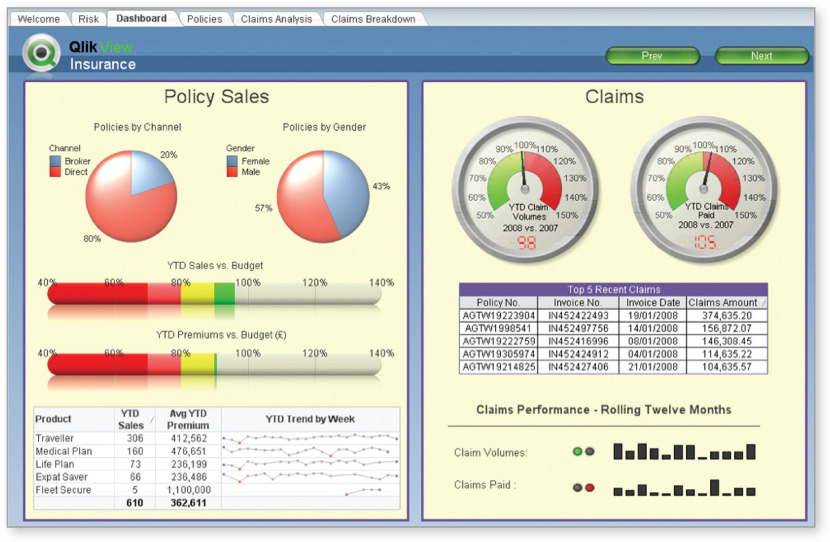 Welcome Risk Dashboard Policies Claims Analysis Claims Breakdown
QlikView
Insurance
Prev Next
Policy Sales
Policies by Channel
Policies by Gender
Channel
Broker
Direct
20%
80%
Gender
Female
Male
43%
57%
YTD Sales vs. Budget
40% 60% 80% 100% 120% 140%
YTD Premiums vs. Budget (£)
40% 60% 80% 100% 120% 140%
Product YTD Sales Avg YTD Premium YTD Trend by Week
Traveller 306 412,562
Medical Plan 160 476,651
Life Plan 73 236,199
Expat Saver 66 236,486
Fleet Secure 5 1,100,000
610 362,611
Claims
50% 60% 70% 80% 90% 100% 110% 120% 130% 140% 150%
YTD Claim
Volumes
2008 vs. 2007
98
50% 60% 70% 80% 90% 100% 110% 120% 130% 140% 150%
YTD Claims
Paid
2008 vs. 2007
105
Top 5 Recent Claims
Policy No. Invoice No. Invoice Date Claims Amount
AGTW19223904 IN452422493 19/01/2008 374,635.20
AGTW1998541 IN452497756 14/01/2008 156,872.07
AGTW19222759 IN452416996 08/01/2008 146,308.45
AGTW19305974 IN452424912 04/01/2008 114,635.22
AGTW19214825 IN452427406 21/01/2008 104,635.57
Claims Performance - Rolling Twelve Months
Claim Volumes:
Claims Paid :